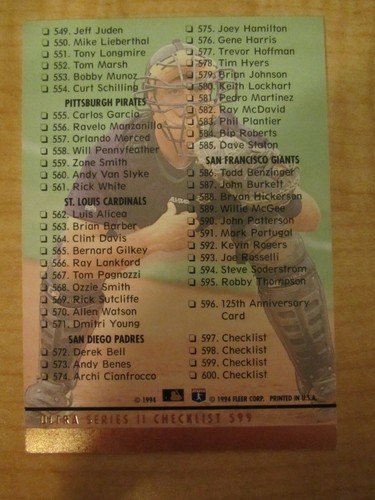 549. Jeff Juden
550. Mike Lieberthal
551. Tony Longmire
552. Tom Marsh
553. Bobby Munoz
554. Curt Schilling
PITTSBURGH PIRATES
555. Carlos Garcia
556. Ravelo Manzanilla
557. Orlando Merced
558. Will Pennyfeather
559. Zane Smith
560. Andy Van Slyke
561. Rick White
ST. LOUIS CARDINALS
562. Luis Alicea
563. Brian Barber
564. Clint Davis
565. Bernard Gilkey
566. Ray Lankford
567. Tom Pagnozzi
568. Ozzie Smith
569. Rick Sutcliffe
570. Allen Watson
571. Dmitri Young
SAN DIEGO PADRES
572. Derek Bell
573. Andy Benes
574. Archi Cianfrocco
575. Joey Hamilton
576. Gene Harris
577. Trevor Hoffman
578. Tim Hyers
579. Brian Johnson
580. Keith Lockhart
581. Pedro Martinez
582. Ray McDavid
583. Phil Plantier
584. Bip Roberts
585. Dave Staton
SAN FRANCISCO GIANTS
586. Todd Benzinger
587. John Burkett
588. Bryan Hickerson
589. Willie McGee
590. John Patterson
591. Mark Portugal
592. Kevin Rogers
593. Joe Rosselli
594. Steve Soderstrom
595. Robby Thompson
596. 125th Anniversary
Card
597. Checklist
598. Checklist
599. Checklist
600. Checklist
© 1994 © 1994 FLEER CORP. PRINTED IN U.S.A.
ULTRA SERIES II CHECKLIST 599